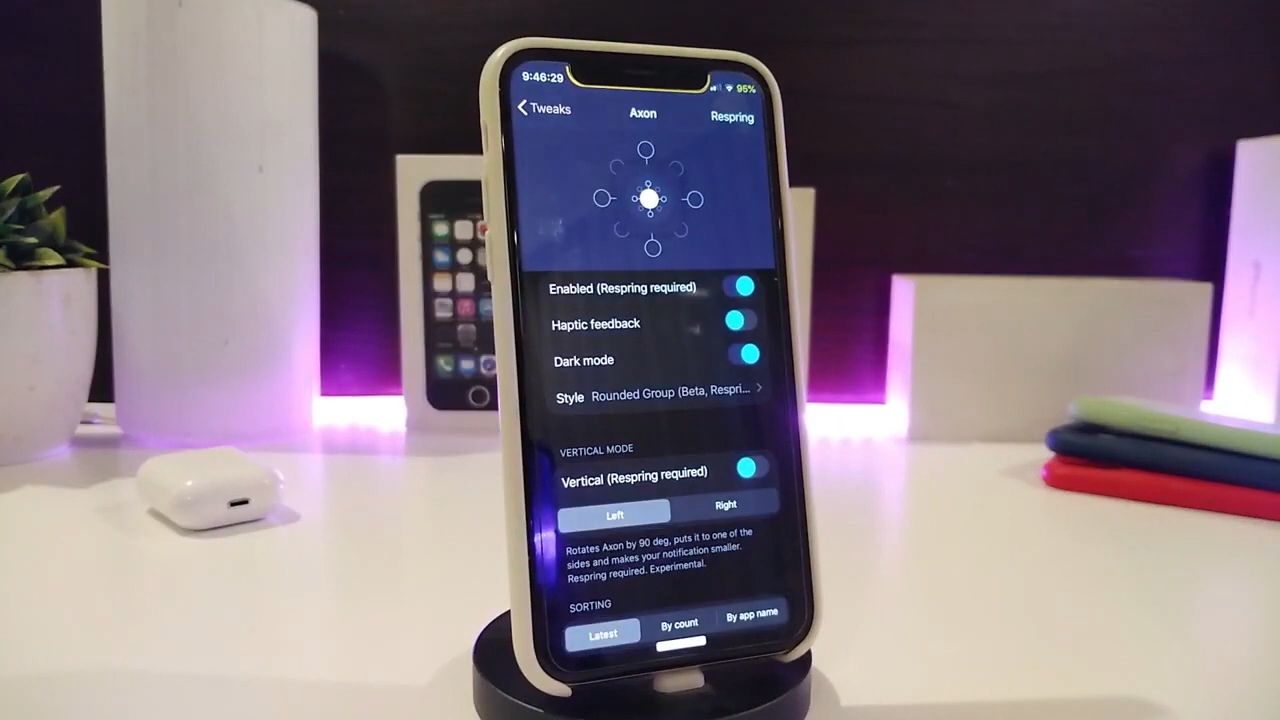 9:46:29
95%
Tweaks
Axon
Respring
Enabled (Respring required)
Haptic feedback
Dark mode
Style Rounded Group (Beta, Respri...
VERTICAL MODE
Vertical (Respring required)
Left
Right
Rotates Axon by 90 deg, puts it to one of the
sides and makes your notification smaller.
Respring required. Experimental.
SORTING
Latest
By count
By app name